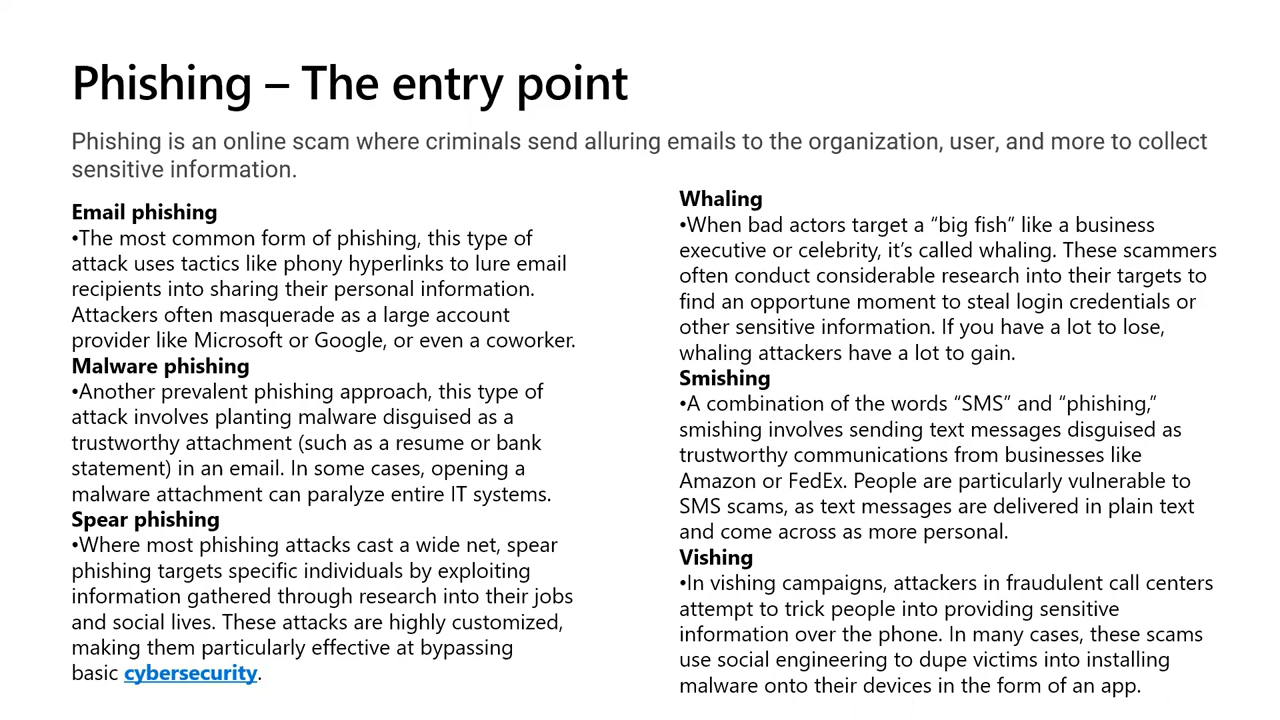 Phishing – The entry point
Phishing is an online scam where criminals send alluring emails to the organization, user, and more to collect
sensitive information.
Email phishing
•The most common form of phishing, this type of
attack uses tactics like phony hyperlinks to lure email
recipients into sharing their personal information.
Attackers often masquerade as a large account
provider like Microsoft or Google, or even a coworker.
Malware phishing
•Another prevalent phishing approach, this type of
attack involves planting malware disguised as a
trustworthy attachment (such as a resume or bank
statement) in an email. In some cases, opening a
malware attachment can paralyze entire IT systems.
Spear phishing
•Where most phishing attacks cast a wide net, spear
phishing targets specific individuals by exploiting
information gathered through research into their jobs
and social lives. These attacks are highly customized,
making them particularly effective at bypassing
basic cybersecurity.
Whaling
•When bad actors target a “big fish” like a business
executive or celebrity, it’s called whaling. These scammers
often conduct considerable research into their targets to
find an opportune moment to steal login credentials or
other sensitive information. If you have a lot to lose,
whaling attackers have a lot to gain.
Smishing
•A combination of the words “SMS” and “phishing,”
smishing involves sending text messages disguised as
trustworthy communications from businesses like
Amazon or FedEx. People are particularly vulnerable to
SMS scams, as text messages are delivered in plain text
and come across as more personal.
Vishing
•In vishing campaigns, attackers in fraudulent call centers
attempt to trick people into providing sensitive
information over the phone. In many cases, these scams
use social engineering to dupe victims into installing
malware onto their devices in the form of an app.